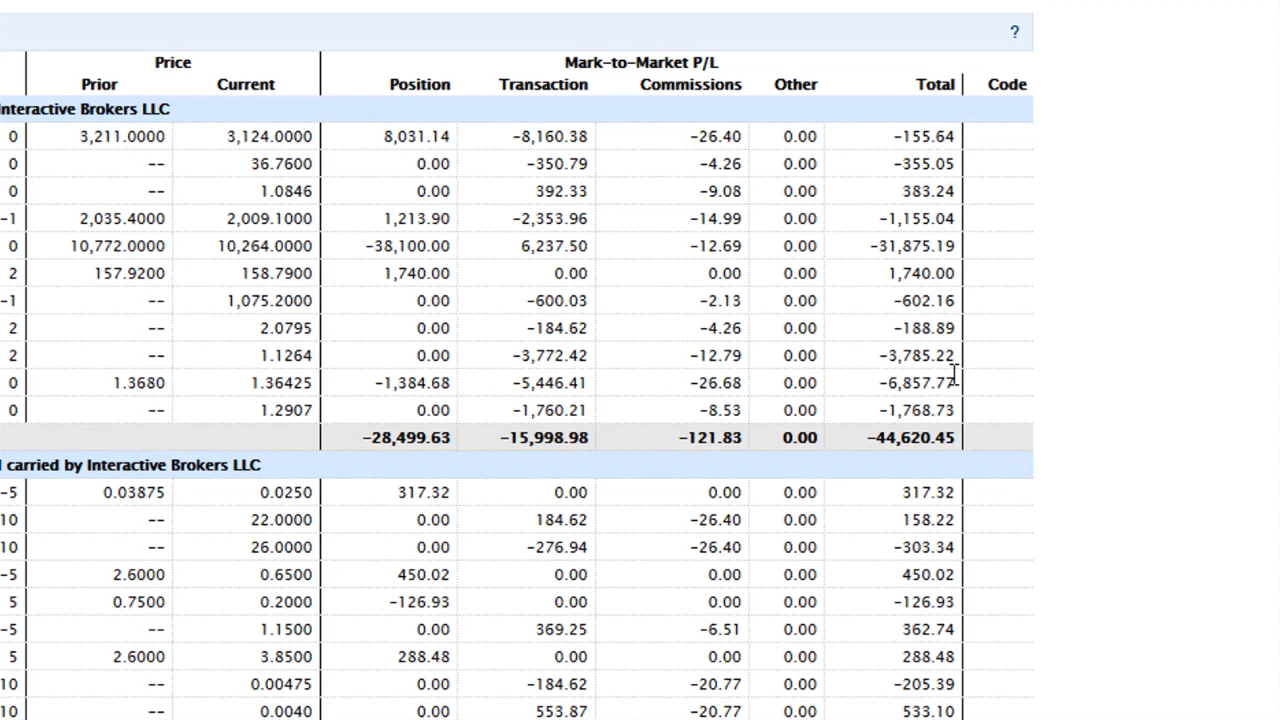 ?
Price Mark-to-Market P/L
Prior Current Position Transaction Commissions Other Total Code
Interactive Brokers LLC
0 3,211.0000 3,124.0000 8,031.14 -8,160.38 -26.40 0.00 -155.64
0 -- 36.7600 0.00 -350.79 -4.26 0.00 -355.05
0 -- 1.0846 0.00 392.33 -9.08 0.00 383.24
-1 2,035.4000 2,009.1000 1,213.90 -2,353.96 -14.99 0.00 -1,155.04
0 10,772.0000 10,264.0000 -38,100.00 6,237.50 -12.69 0.00 -31,875.19
2 157.9200 158.7900 1,740.00 0.00 0.00 0.00 1,740.00
-1 -- 1,075.2000 0.00 -600.03 -2.13 0.00 -602.16
2 -- 2.0795 0.00 -184.62 -4.26 0.00 -188.89
2 -- 1.1264 0.00 -3,772.42 -12.79 0.00 -3,785.22
0 1.3680 1.36425 -1,384.68 -5,446.41 -26.68 0.00 -6,857.77
0 -- 1.2907 0.00 -1,760.21 -8.53 0.00 -1,768.73
-28,499.63 -15,998.98 -121.83 0.00 -44,620.45
carried by Interactive Brokers LLC
-5 0.03875 0.0250 317.32 0.00 0.00 0.00 317.32
10 -- 22.0000 0.00 184.62 -26.40 0.00 158.22
10 -- 26.0000 0.00 -276.94 -26.40 0.00 -303.34
-5 2.6000 0.6500 450.02 0.00 0.00 0.00 450.02
5 0.7500 0.2000 -126.93 0.00 0.00 0.00 -126.93
-5 -- 1.1500 0.00 369.25 -6.51 0.00 362.74
5 2.6000 3.8500 288.48 0.00 0.00 0.00 288.48
10 -- 0.00475 0.00 -184.62 -20.77 0.00 -205.39
10 -- 0.0040 0.00 553.87 -20.77 0.00 533.10